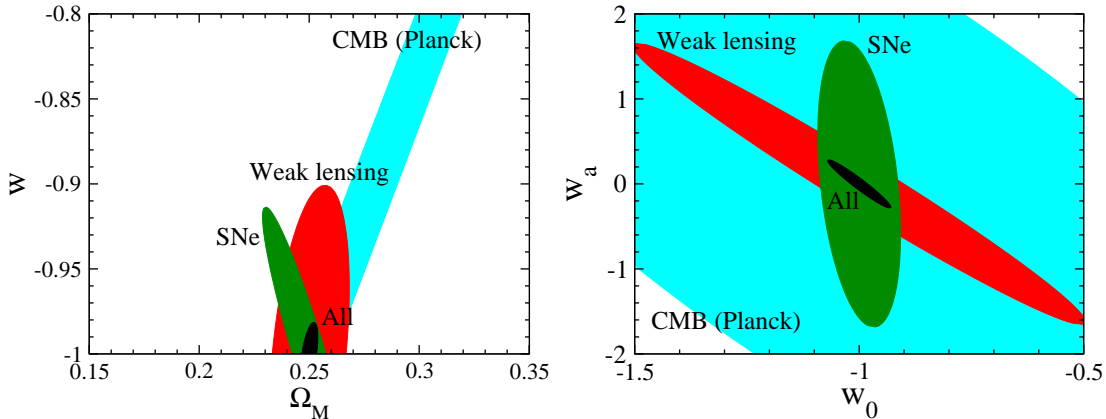 -0.8
-0.85
-0.9
-0.95
-1
w
0.15
0.2
0.25
0.3
0.35
Ω_M
CMB (Planck)
Weak lensing
SNe
All
2
1
0
-1
-2
w_a
-1.5
-1
-0.5
w_0
Weak lensing
SNe
All
CMB (Planck)